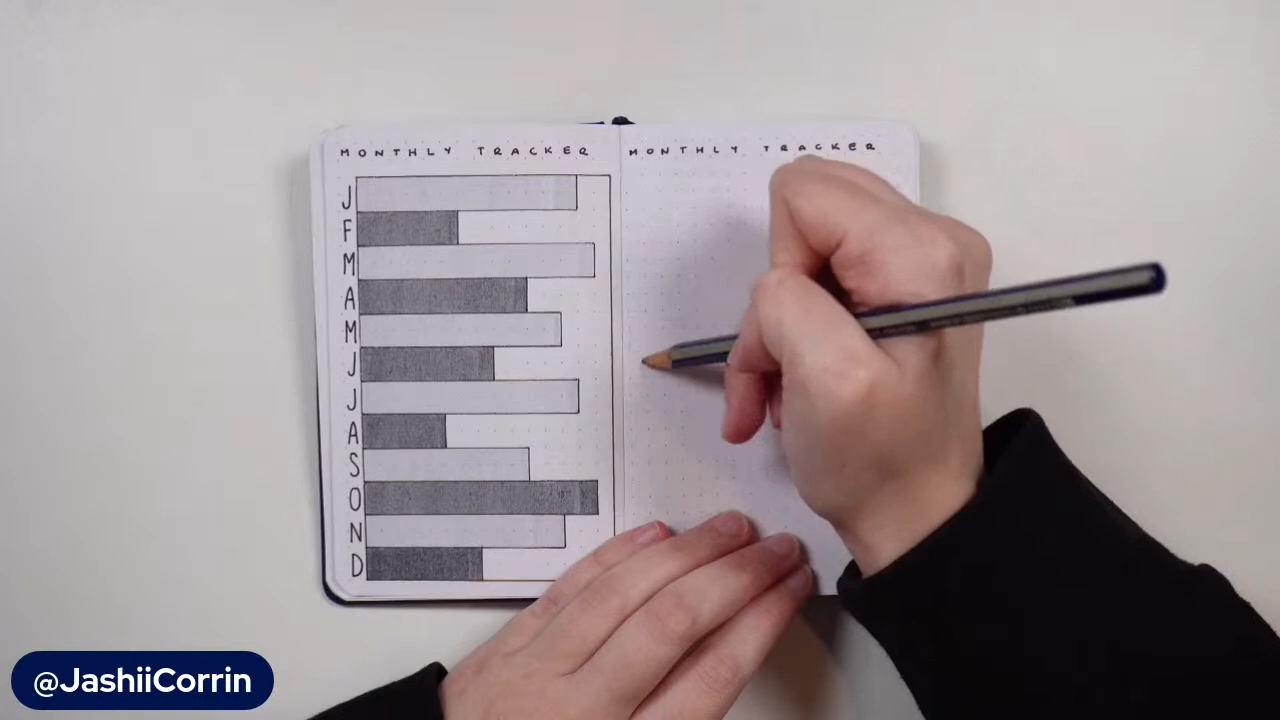 MONTHLY TRACKER
J
F
M
A
M
J
J
A
S
O
N
D
MONTHLY TRACKER
@JashiiCorrin